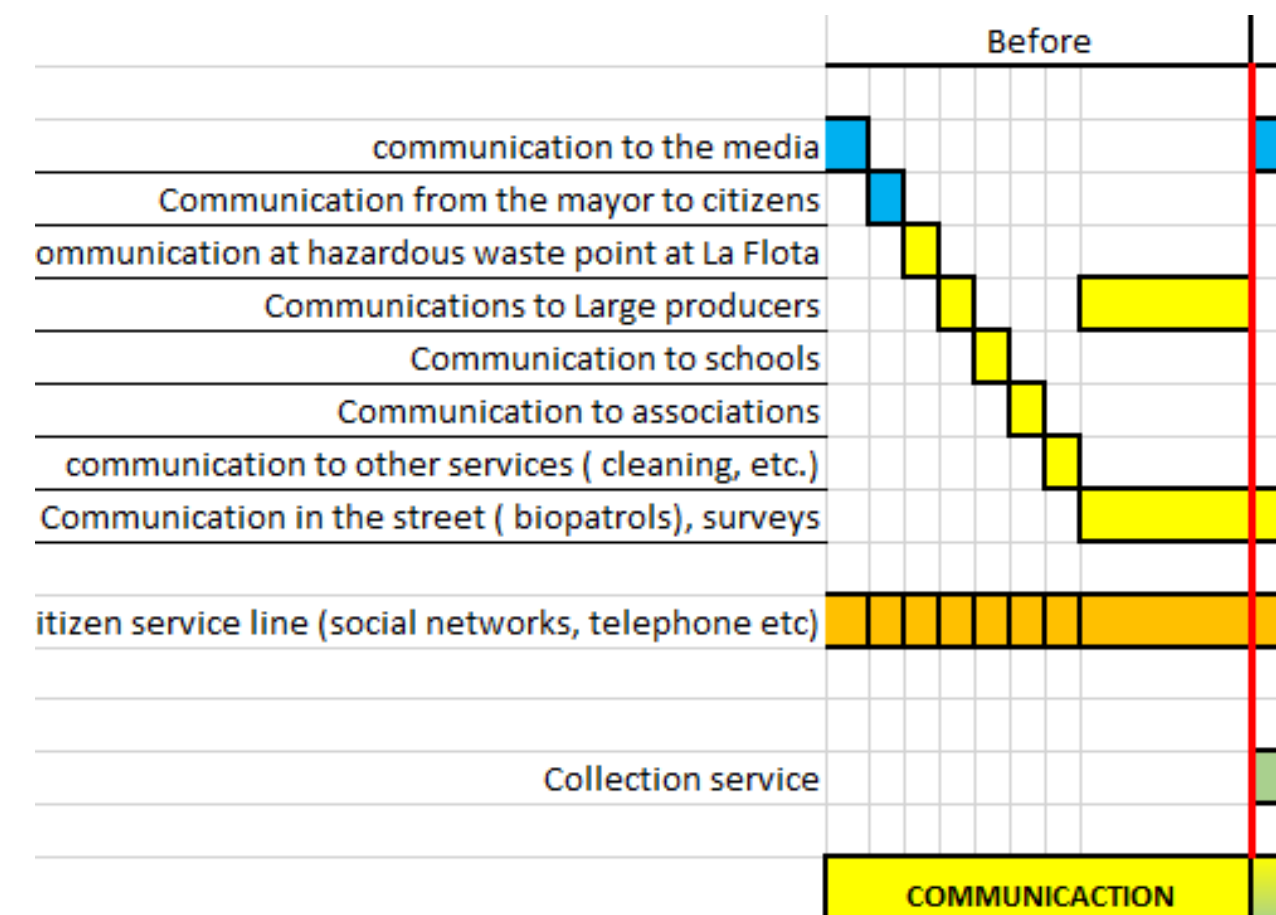 Before
communication to the media
Communication from the mayor to citizens
ommunication at hazardous waste point at La Flota
Communications to Large producers
Communication to schools
Communication to associations
communication to other services ( cleaning, etc.)
Communication in the street ( biopatrols), surveys
itizen service line (social networks, telephone etc)
Collection service
COMMUNICACTION